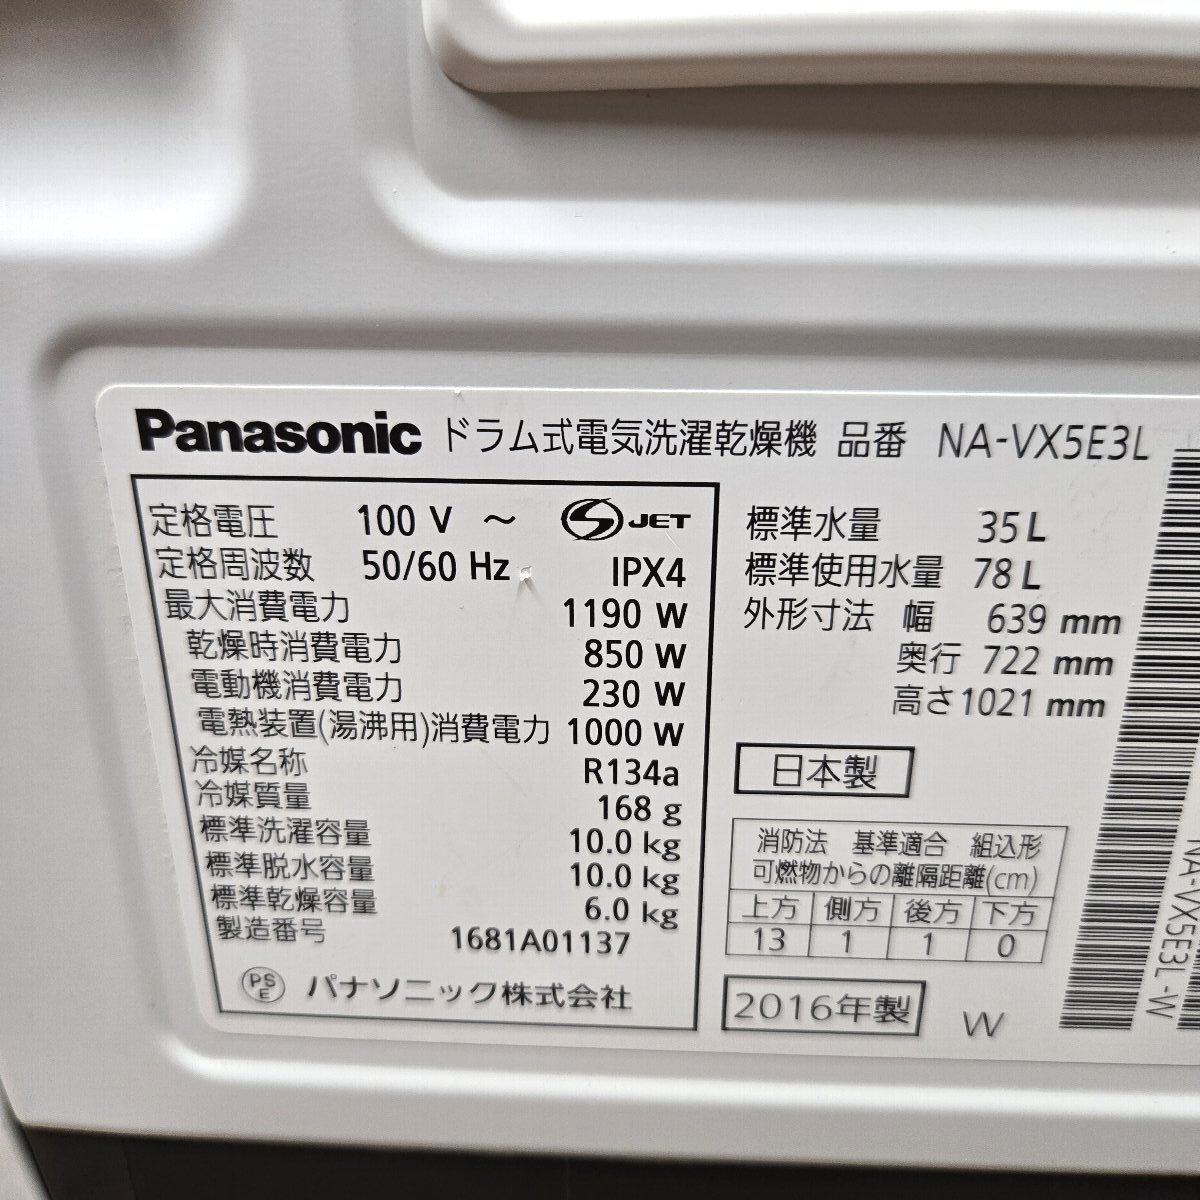 Panasonic ドラム式電気洗濯乾燥機 品番 NA-VX5E3L
定格電圧 100 V ～ S JET
定格周波数 50/60 Hz IPX4
最大消費電力 1190 W
乾燥時消費電力 850 W
電動機消費電力 230 W
電熱装置(湯沸用)消費電力 1000 W
冷媒名称 R134a
冷媒質量 168 g
標準洗濯容量 10.0 kg
標準脱水容量 10.0 kg
標準乾燥容量 6.0 kg
製造番号 1681A01137
PSE パナソニック株式会社
標準水量 35 L
標準使用水量 78 L
外形寸法 幅 639 mm
奥行 722 mm
高さ 1021 mm
日本製
消防法 基準適合 組込形
可燃物からの離隔距離(cm)
上方 側方 後方 下方
13 1 1 0
2016年製 W
NA-VX5E3L-W